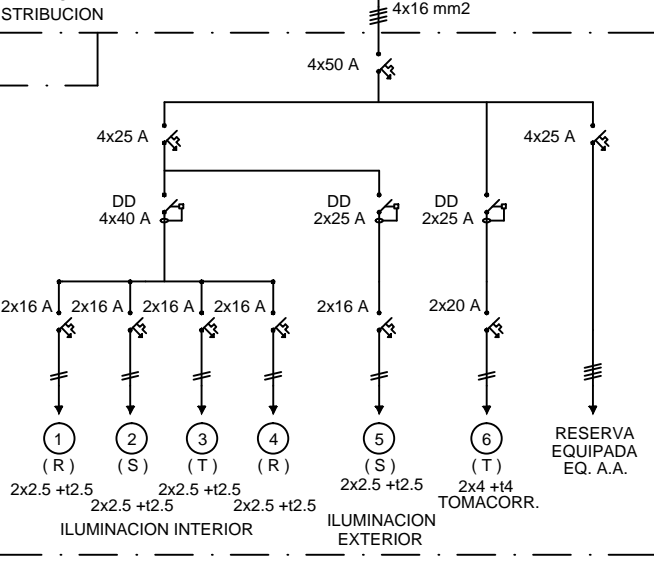 STRIBUCION
4x16 mm2
4x50 A
4x25 A
4x25 A
DD
4x40 A
DD
2x25 A
DD
2x25 A
2x16 A
2x16 A
2x16 A
2x16 A
2x16 A
2x20 A
1
2
3
4
5
6
( R )
( S )
( T )
( R )
( S )
( T )
RESERVA
EQUIPADA
EQ. A.A.
2x2.5 +t2.5
2x2.5 +t2.5
2x2.5 +t2.5
2x2.5 +t2.5
2x2.5 +t2.5
2x4 +t4
TOMACORR.
ILUMINACION INTERIOR
ILUMINACION
EXTERIOR